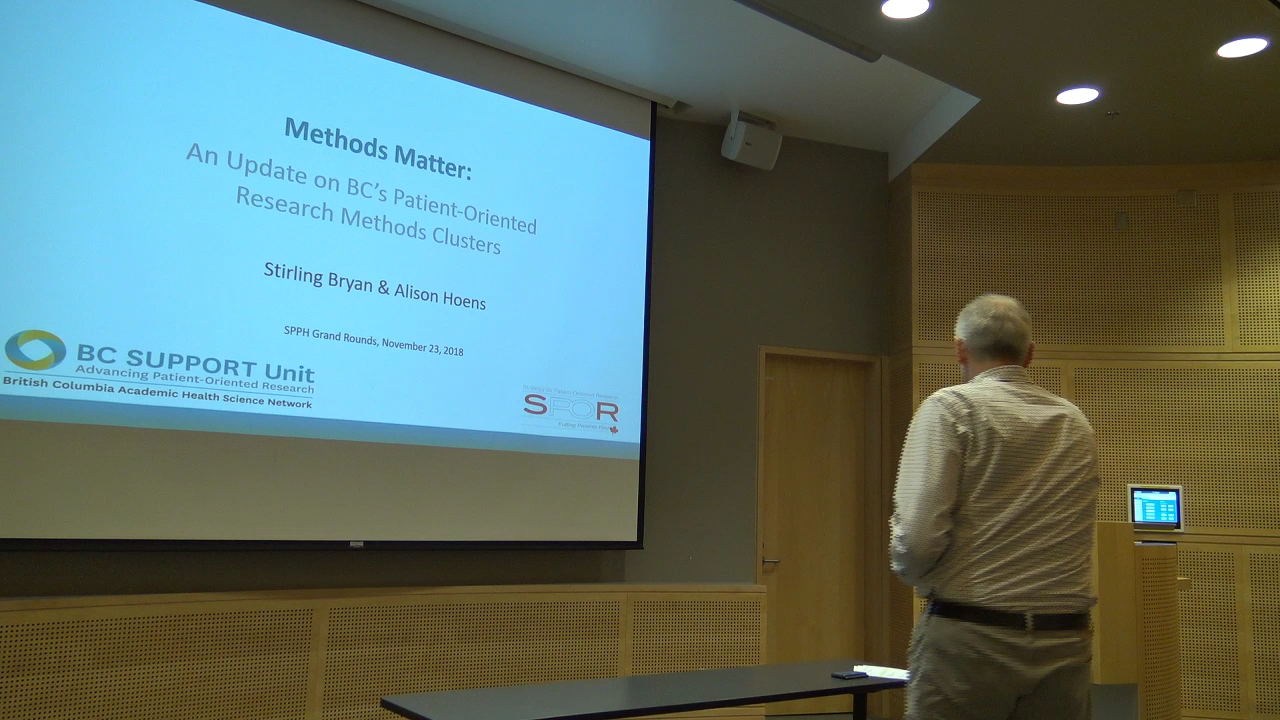 Methods Matter:
An Update on BC's Patient-Oriented
Research Methods Clusters
Stirling Bryan & Alison Hoens
SPPH Grand Rounds, November 23, 2018
BC SUPPORT Unit
Advancing Patient-Oriented Research
British Columbia Academic Health Science Network
SPOR